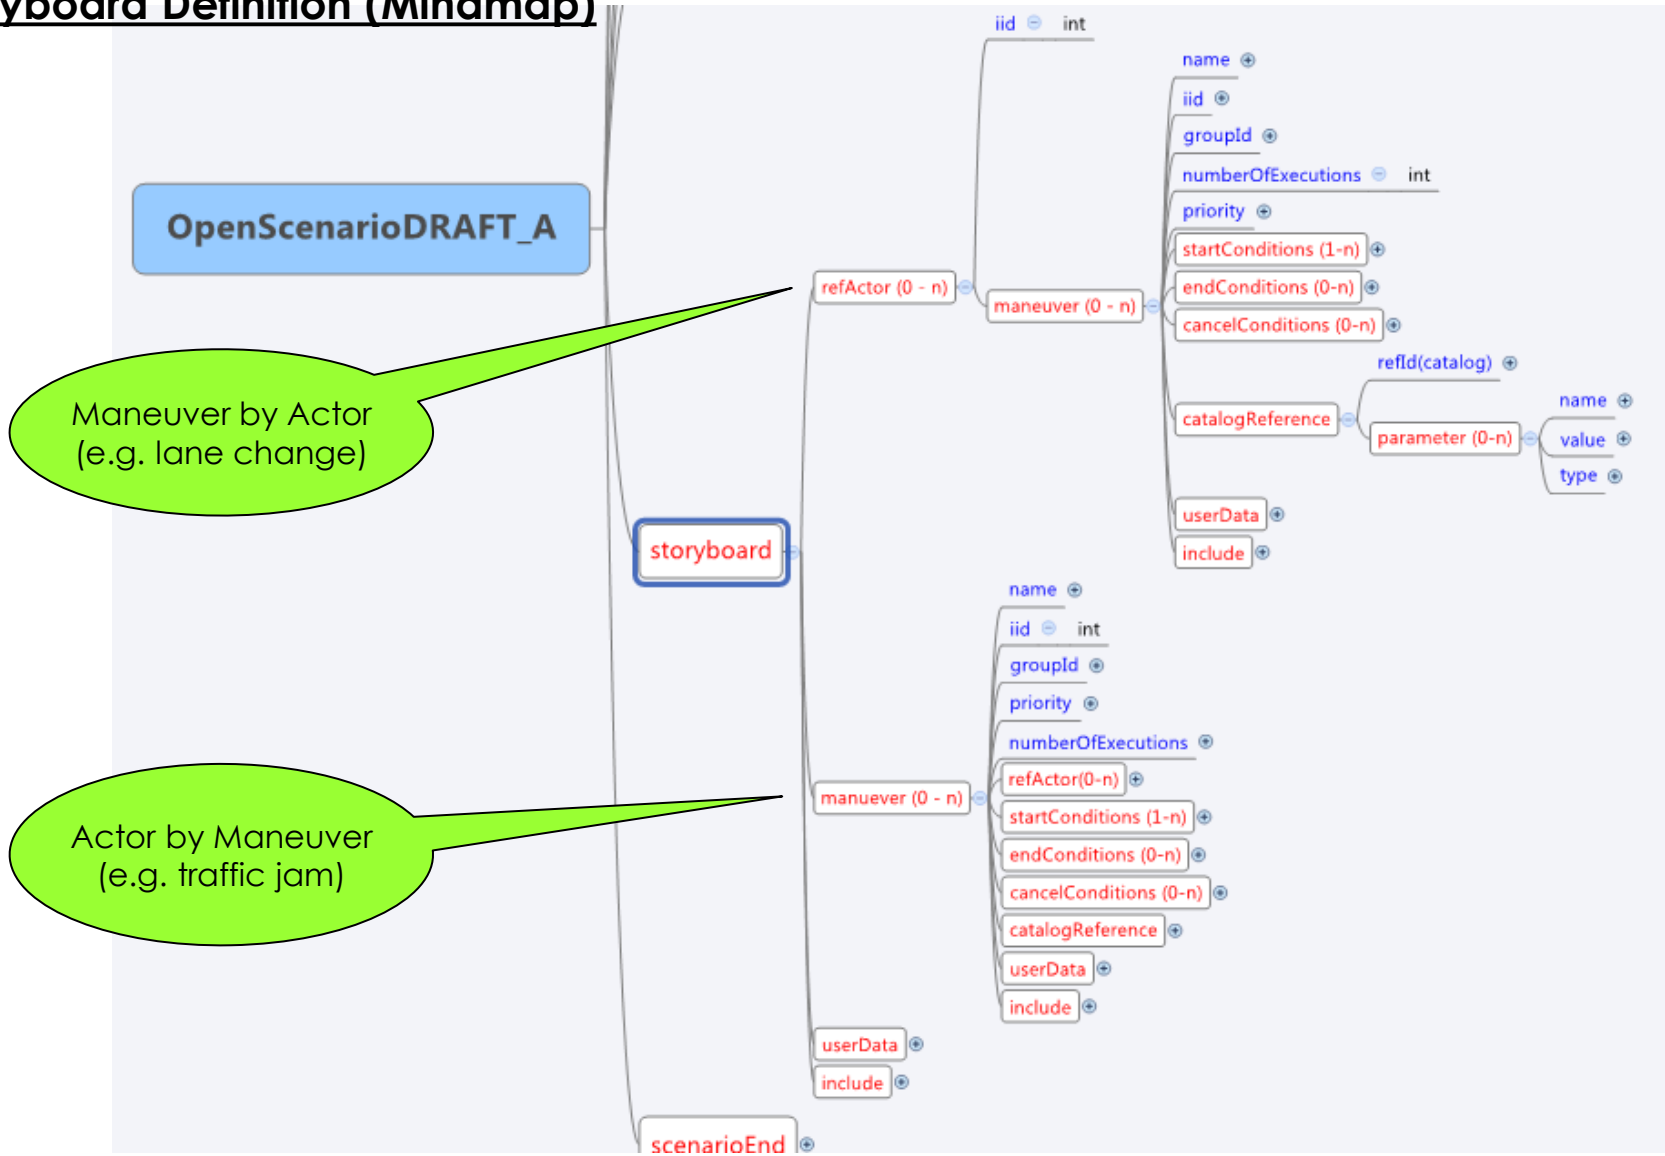 yboard Definition (Mindmap)
iid int
name
iid
groupId
numberOfExecutions int
priority
OpenScenarioDRAFT_A
startConditions (1-n)
refActor (0 - n)
endConditions (0-n)
maneuver (0 - n)
cancelConditions (0-n)
refId(catalog)
Maneuver by Actor
(e.g. lane change)
name
catalogReference
parameter (0-n)
value
type
userData
storyboard
include
name
iid int
groupId
priority
numberOfExecutions
refActor(0-n)
manuever (0 - n)
startConditions (1-n)
Actor by Maneuver
(e.g. traffic jam)
endConditions (0-n)
cancelConditions (0-n)
catalogReference
userData
include
userData
include
scenarioEnd